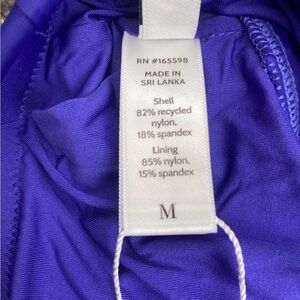 RN #165598
MADE IN
SRI LANKA
Shell
82% recycled
nylon,
18% spandex
Lining
85% nylon,
15% spandex
M